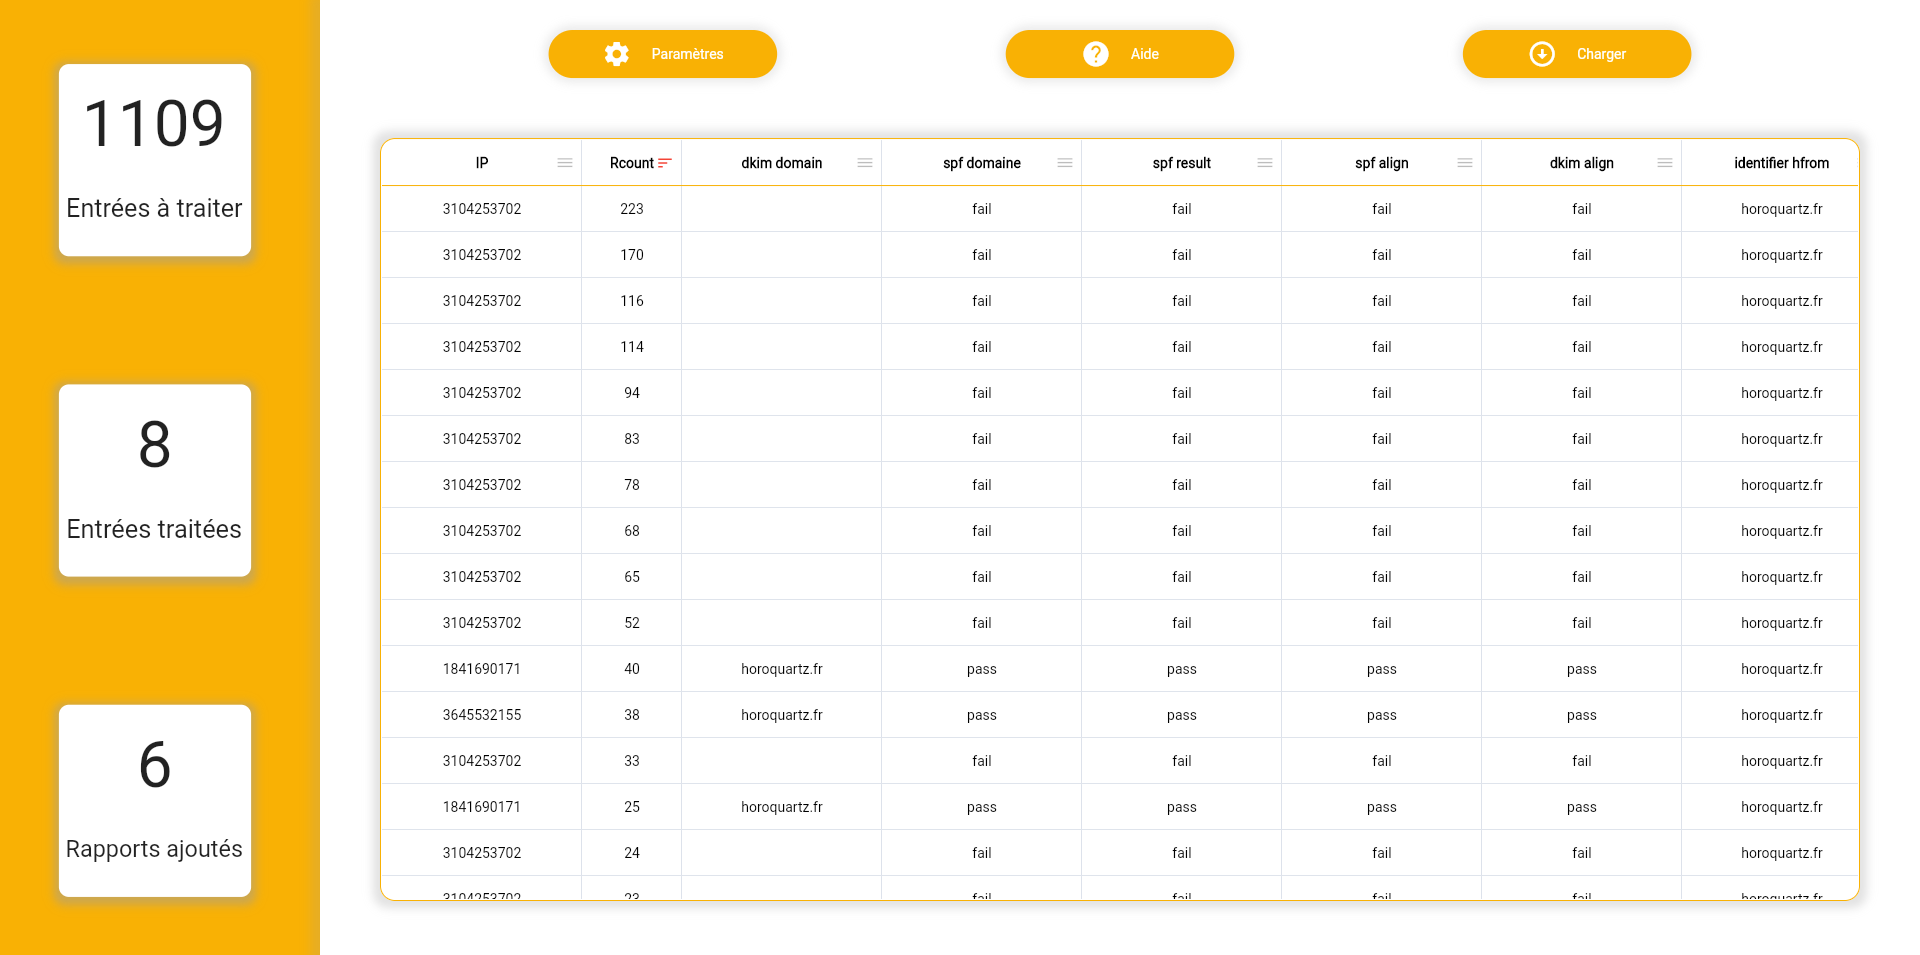 1109
Entrées à traiter
8
Entrées traitées
6
Rapports ajoutés
Paramètres Aide Charger
IP Rcount dkim domain spf domaine spf result spf align dkim align identifier hfrom
3104253702 223 fail fail fail fail horoquartz.fr
3104253702 170 fail fail fail fail horoquartz.fr
3104253702 116 fail fail fail fail horoquartz.fr
3104253702 114 fail fail fail fail horoquartz.fr
3104253702 94 fail fail fail fail horoquartz.fr
3104253702 83 fail fail fail fail horoquartz.fr
3104253702 78 fail fail fail fail horoquartz.fr
3104253702 68 fail fail fail fail horoquartz.fr
3104253702 65 fail fail fail fail horoquartz.fr
3104253702 52 fail fail fail fail horoquartz.fr
1841690171 40 horoquartz.fr pass pass pass pass horoquartz.fr
3645532155 38 horoquartz.fr pass pass pass pass horoquartz.fr
3104253702 33 fail fail fail fail horoquartz.fr
1841690171 25 horoquartz.fr pass pass pass pass horoquartz.fr
3104253702 24 fail fail fail fail horoquartz.fr
3104253702 23 fail fail fail fail horoquartz.fr